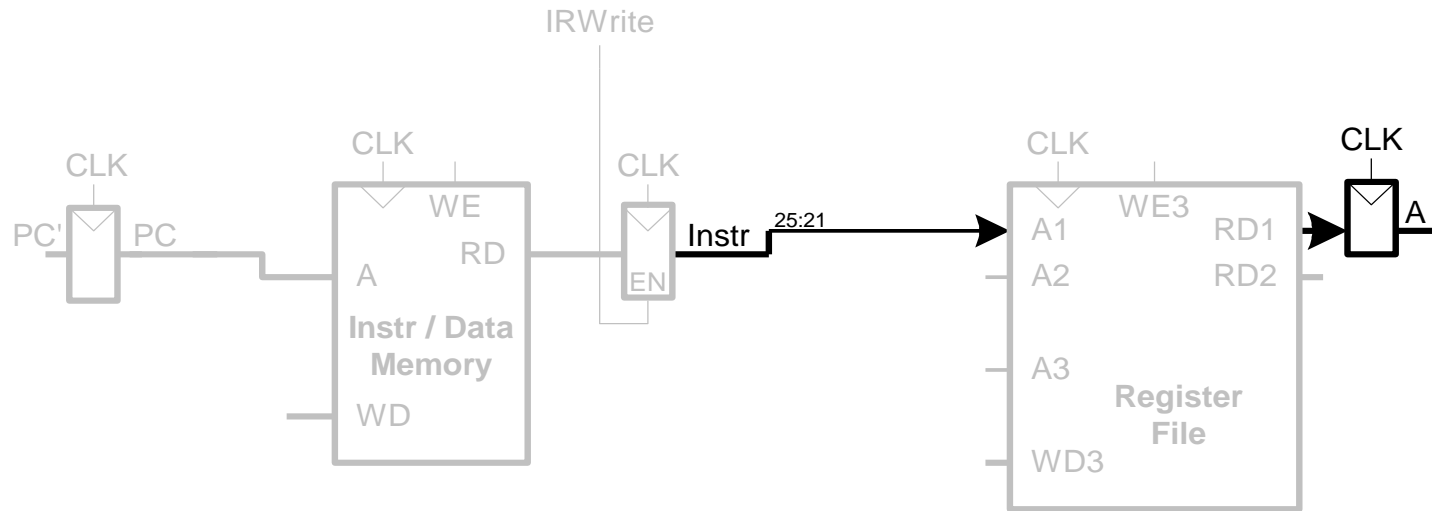 IRWrite
CLK
CLK
CLK
CLK
CLK
PC'
PC
A
WE
RD
Instr / Data
Memory
WD
EN
Instr
25:21
A1
A2
A3
WD3
WE3
RD1
RD2
Register
File
A